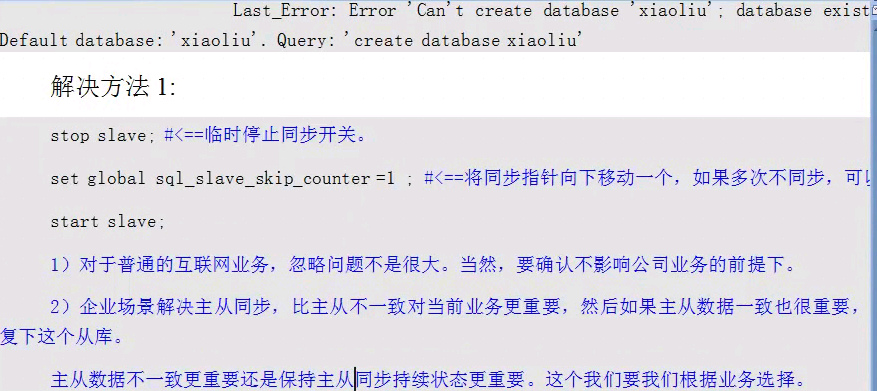 Last_Error: Error 'Can't create database 'xiaoliu'; database exist
Default database: 'xiaoliu'. Query: 'create database xiaoliu'
解决方法 1:
stop slave; #<==临时停止同步开关。
set global sql_slave_skip_counter =1 ; #<==将同步指针向下移动一个，如果多次不同步，可以
start slave;
1）对于普通的互联网业务，忽略问题不是很大。当然，要确认不影响公司业务的前提下。
2）企业场景解决主从同步，比主从不一致对当前业务更重要，然后如果主从数据一致也很重要，
复下这个从库。
主从数据不一致更重要还是保持主从同步持续状态更重要。这个我们要我们根据业务选择。